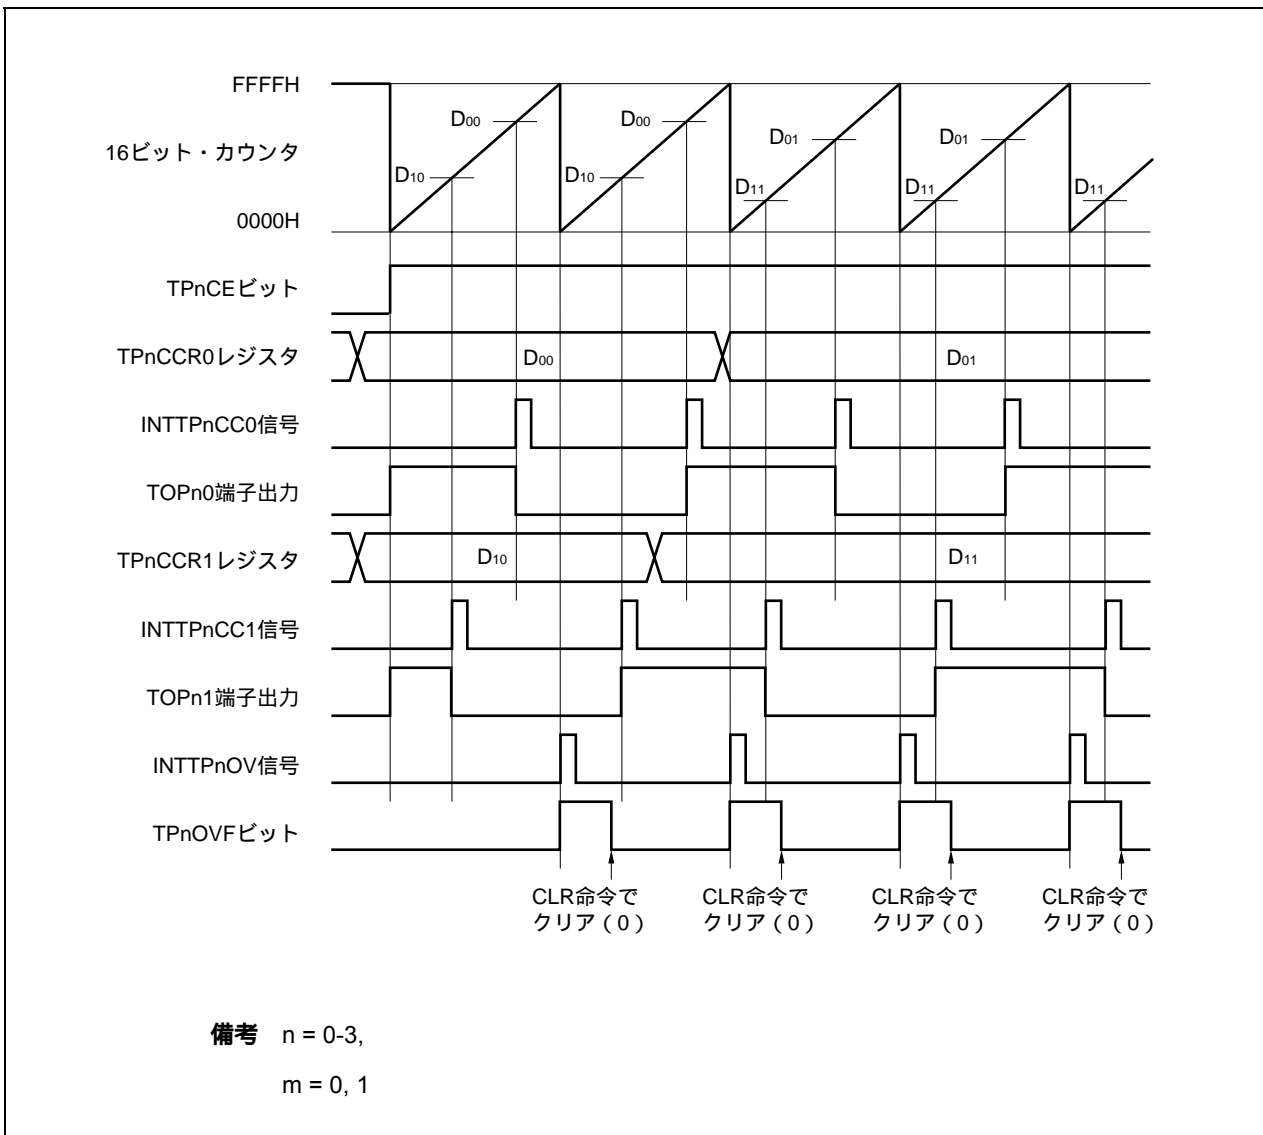 FFFFH
16ビット・カウンタ
0000H
D00
D10
D00
D10
D01
D11
D01
D11
D11
TPnCEビット
TPnCCR0レジスタ
D00
D01
INTTPnCC0信号
TOPn0端子出力
TPnCCR1レジスタ
D10
D11
INTTPnCC1信号
TOPn1端子出力
INTTPnOV信号
TPnOVFビット
CLR命令で
クリア（0）
CLR命令で
クリア（0）
CLR命令で
クリア（0）
CLR命令で
クリア（0）
備考 n = 0-3,
m = 0, 1